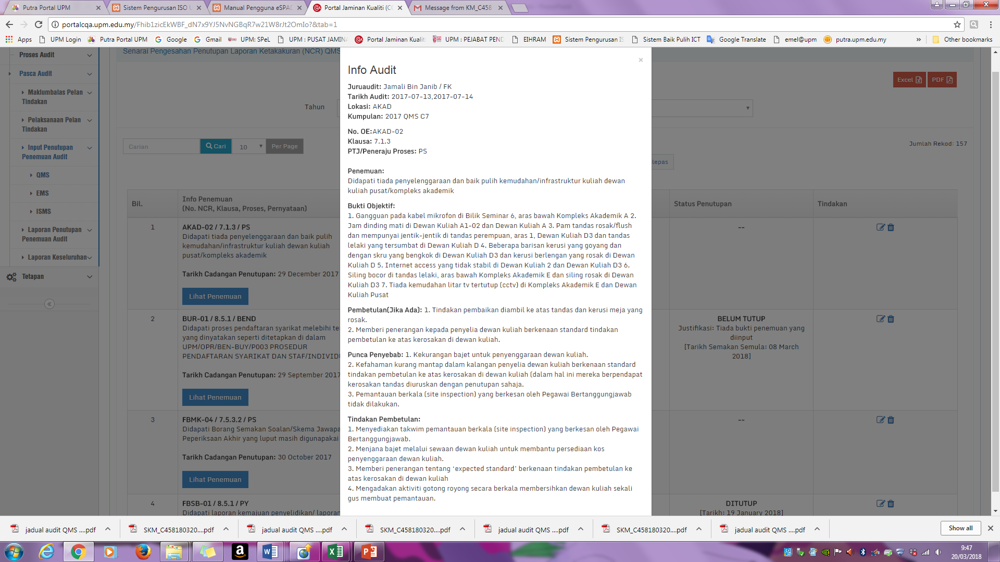 Putra Portal UPM
Sistem Pengurusan ISO U
Manual Pengguna eSPAD
Portal Jaminan Kualiti (CQ
Message from KM_C458
portalcqa.upm.edu.my/Fhib1zicEkWBF_dN7x9YJ5NvNGBqR7w21W8rJt2OmIo?&tab=1
Apps
UPM Login
Putra Portal UPM
Google
Gmail
UPM: SPeL
UPM : PUSAT JAMINA
Portal Jaminan Kualiti
UPM : PEJABAT PEND
EIHRAM
Sistem Pengurusan IS
Sistem Baik Pulih ICT
Google Translate
emel@upm
putra.upm.edu.my
»
Other bookmarks
Proses Audit
Pasca Audit
Maklumbalas Pelan
Tindakan
Pelaksanaan Pelan
Tindakan
Input Penutupan
Penemuan Audit
QMS
EMS
ISMS
Laporan Penutupan
Penemuan Audit
Laporan Keseluruhan
Tetapan
Senarai Pengesahan Penutupan Laporan Ketakakuran (NCR) QMS
Excel
PDF
Tahun
Carian
Cari
10
Per Page
Jumlah Rekod: 157
lepas
Bil.
Info Penemuan
(No. NCR, Klausa, Proses, Pernyataan)
Status Penutupan
Tindakan
1
AKAD-02 / 7.1.3 / PS
Didapati tiada penyelenggaraan dan baik pulih
kemudahan/infrastruktur kuliah dewan kuliah
pusat/kompleks akademik
Tarikh Cadangan Penutupan: 29 December 2017
Lihat Penemuan
--
2
BUR-01 / 8.5.1 / BEND
Didapati proses pendaftaran syarikat melebihi te
yang dinyatakan seperti ditetapkan di dalam
UPM/OPR/BEN-BUY/P003 PROSEDUR
PENDAFTARAN SYARIKAT DAN STAF/INDIVIDU
Tarikh Cadangan Penutupan: 29 September 2017
Lihat Penemuan
BELUM TUTUP
Justifikasi: Tiada bukti penemuan yang
diinput
[Tarikh Semakan Semula: 08 March
2018]
3
FBMK-04 / 7.5.3.2 / PS
Didapati Borang Semakan Soalan/Skema Jawapa
Peperiksaan Akhir yang luput masih digunapakai
Tarikh Cadangan Penutupan: 30 October 2017
Lihat Penemuan
--
4
FBSB-01 / 8.5.1 / PY
Didapati laporan kemajuan penyelidikan/ laporan
DITUTUP
[Tarikh: 19 January 2018]
×
Info Audit
Juruaudit: Jamali Bin Janib / FK
Tarikh Audit: 2017-07-13,2017-07-14
Lokasi: AKAD
Kumpulan: 2017 QMS C7
No. OE:AKAD-02
Klausa: 7.1.3
PTJ/Peneraju Proses: PS
Penemuan:
Didapati tiada penyelenggaraan dan baik pulih kemudahan/infrastruktur kuliah dewan
kuliah pusat/kompleks akademik
Bukti Objektif:
1. Gangguan pada kabel mikrofon di Bilik Seminar 6, aras bawah Kompleks Akademik A 2.
Jam dinding mati di Dewan Kuliah A1-02 dan Dewan Kuliah A 3. Pam tandas rosak/flush
dan mempunyai jentik-jentik di tandas perempuan, aras 1, Dewan Kuliah D3 dan tandas
lelaki yang tersumbat di Dewan Kuliah D 4. Beberapa barisan kerusi yang goyang dan
dengan skru yang bengkok di Dewan Kuliah D3 dan kerusi berlengan yang rosak di Dewan
Kuliah D 5. Internet access yang tidak stabil di Dewan Kuliah 2 dan Dewan Kuliah D3 6.
Siling bocor di tandas lelaki, aras bawah Kompleks Akademik E dan siling rosak di Dewan
Kuliah D3 7. Tiada kemudahan litar tv tertutup (cctv) di Kompleks Akademik E dan Dewan
Kuliah Pusat
Pembetulan(Jika Ada): 1. Tindakan pembaikan diambil ke atas tandas dan kerusi meja yang
rosak.
2. Memberi penerangan kepada penyelia dewan kuliah berkenaan standard tindakan
pembetulan ke atas kerosakan di dewan kuliah.
Punca Penyebab: 1. Kekurangan bajet untuk penyenggaraan dewan kuliah.
2. Kefahaman kurang mantap dalam kalangan penyelia dewan kuliah berkenaan standard
tindakan pembetulan ke atas kerosakan di dewan kuliah (dalam hal ini mereka berpendapat
kerosakan tandas diuruskan dengan penutupan sahaja.
3. Pemantauan berkala (site inspection) yang berkesan oleh Pegawai Bertanggungjawab
tidak dilakukan.
Tindakan Pembetulan:
1. Menyediakan takwim pemantauan berkala (site inspection) yang berkesan oleh Pegawai
Bertanggungjawab.
2. Menjana bajet melalui sewaan dewan kuliah untuk membantu persediaan kos
penyenggaraan dewan kuliah.
3. Memberi penerangan tentang ‘expected standard’ berkenaan tindakan pembetulan ke
atas kerosakan di dewan kuliah
4. Mengadakan aktiviti gotong royong secara berkala membersihkan dewan kuliah sekali
gus membuat pemantauan.
jadual audit QMS ....pdf
SKM_C458180320....pdf
jadual audit QMS ....pdf
SKM_C458180320....pdf
jadual audit QMS ....pdf
SKM_C458180320....pdf
jadual audit QMS ....pdf
Show all
9:47
20/03/2018